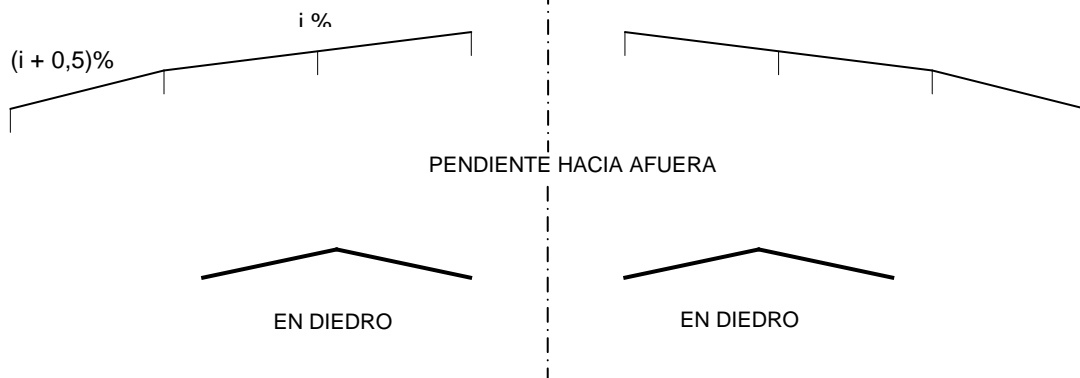 i %
(i + 0,5)%
PENDIENTE HACIA AFUERA
EN DIEDRO
EN DIEDRO